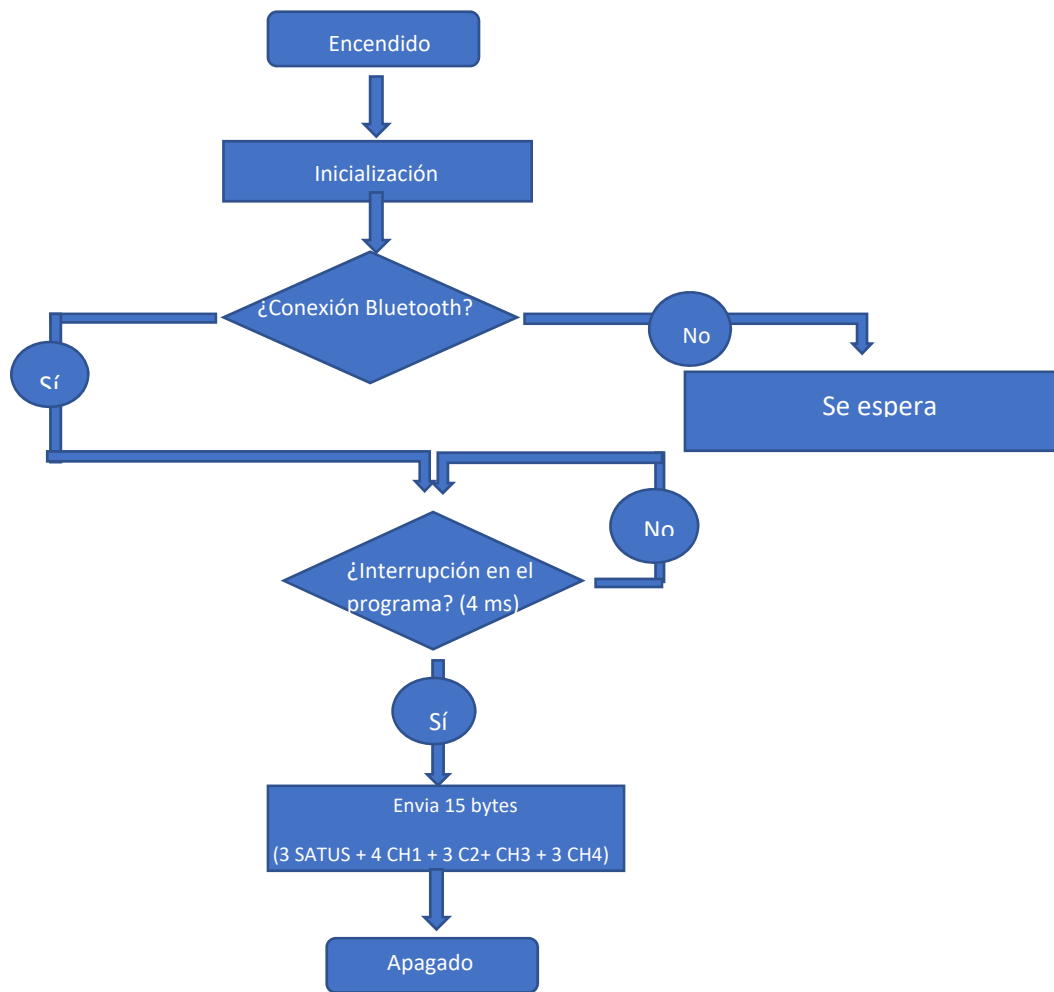 Encendido
Inicialización
¿Conexión Bluetooth?
No
Sí
Se espera
No
¿Interrupción en el
programa? (4 ms)
Sí
Envia 15 bytes
(3 SATUS + 4 CH1 + 3 C2+ CH3 + 3 CH4)
Apagado